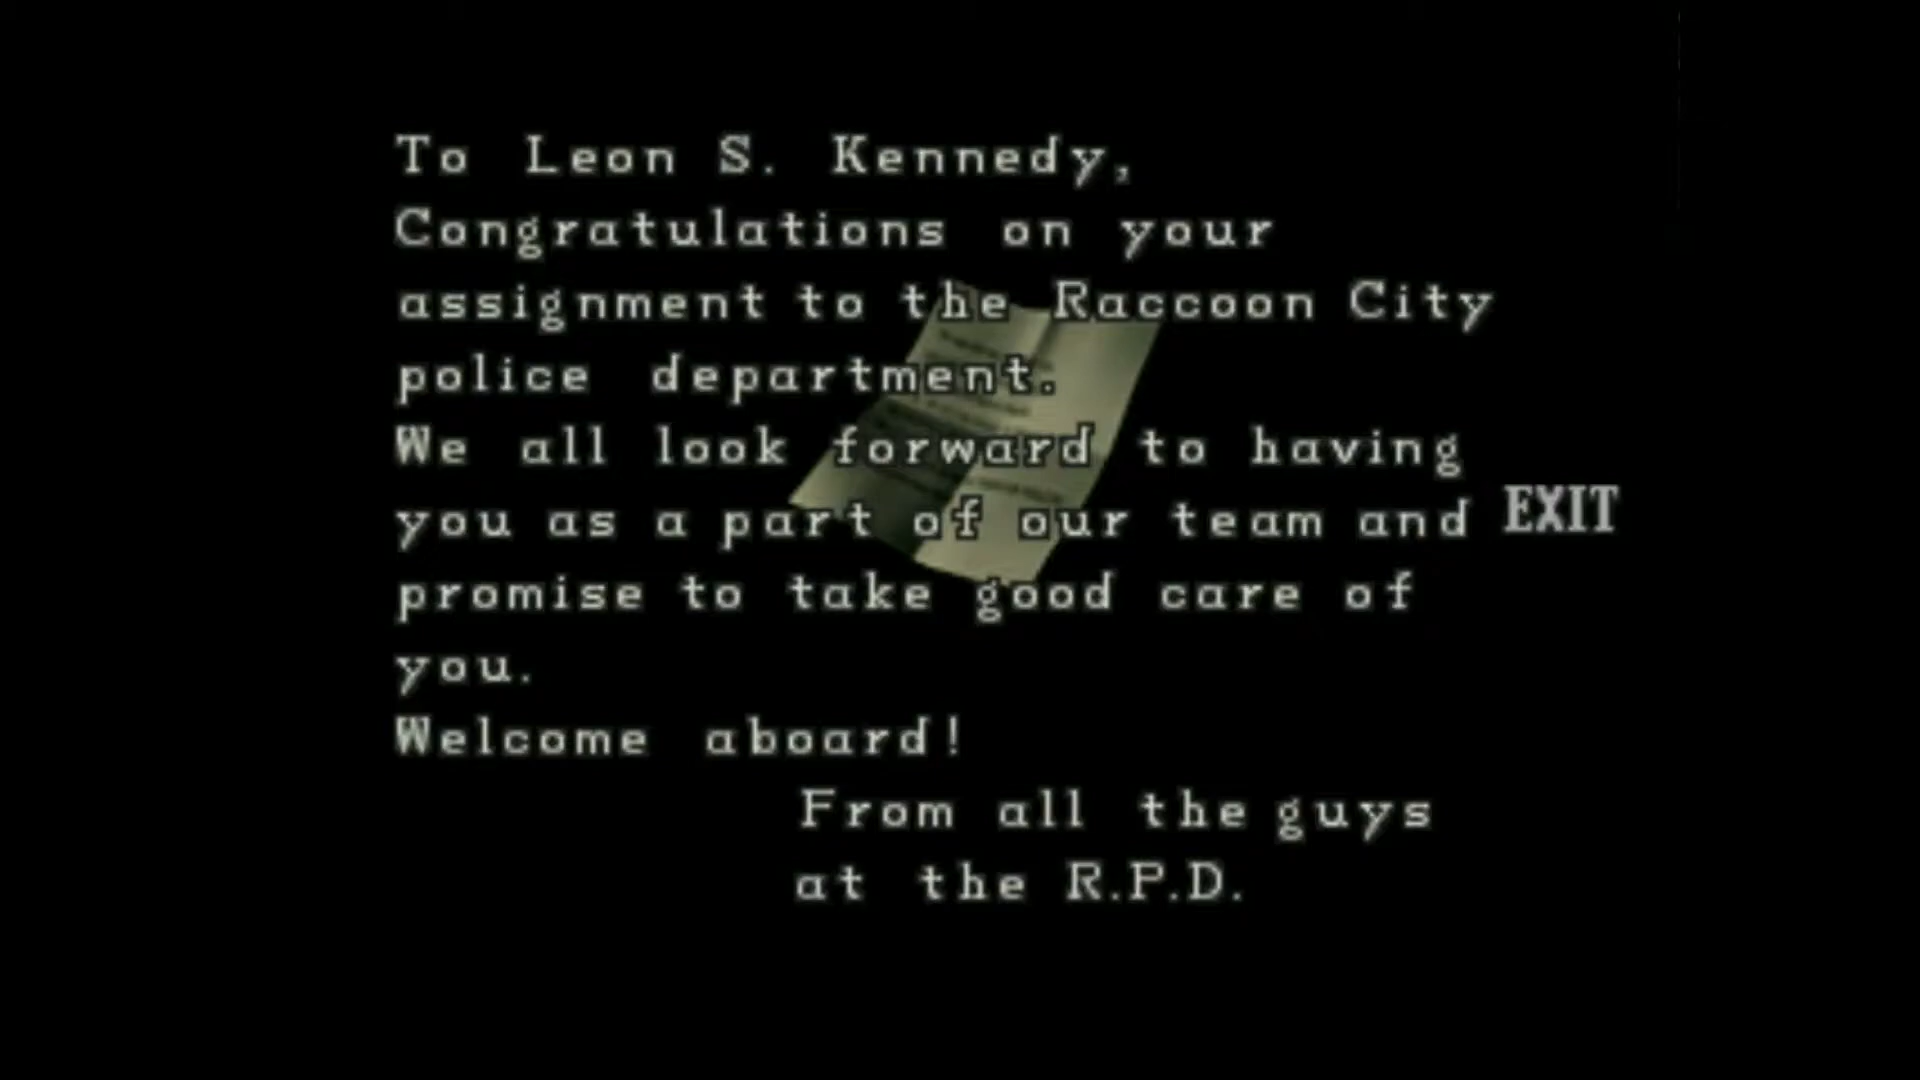 To Leon S. Kennedy,
Congratulations on your
assignment to the Raccoon City
police department.
We all look forward to having
you as a part of our team and
EXIT
promise to take good care of
you.
Welcome aboard!
From all the guys
at the R.P.D.